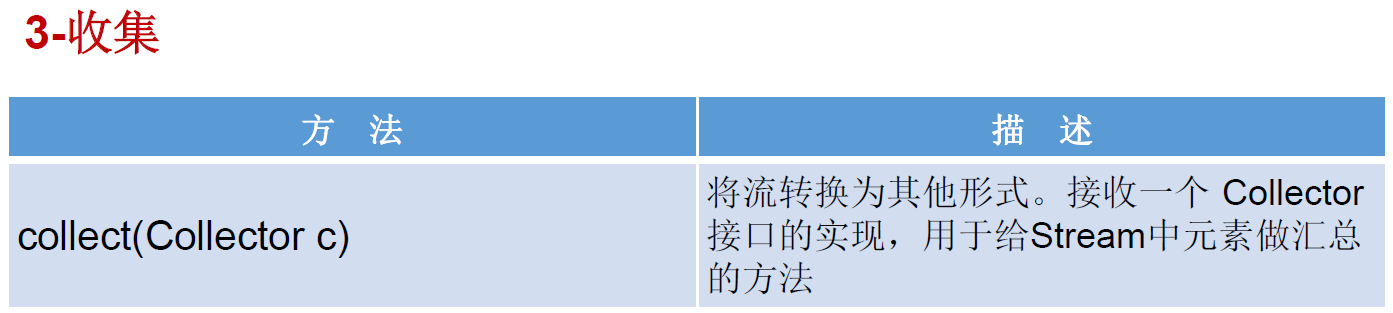 3-收集
方 法
描 述
collect(Collector c)
将流转换为其他形式。接收一个 Collector
接口的实现，用于给Stream中元素做汇总
的方法